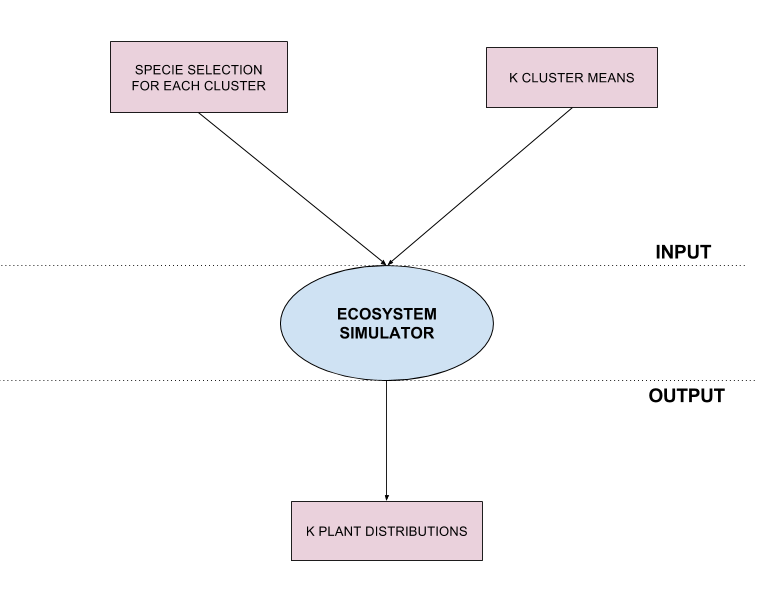 SPECIE SELECTION
FOR EACH CLUSTER
K CLUSTER MEANS
INPUT
ECOSYSTEM
SIMULATOR
OUTPUT
K PLANT DISTRIBUTIONS